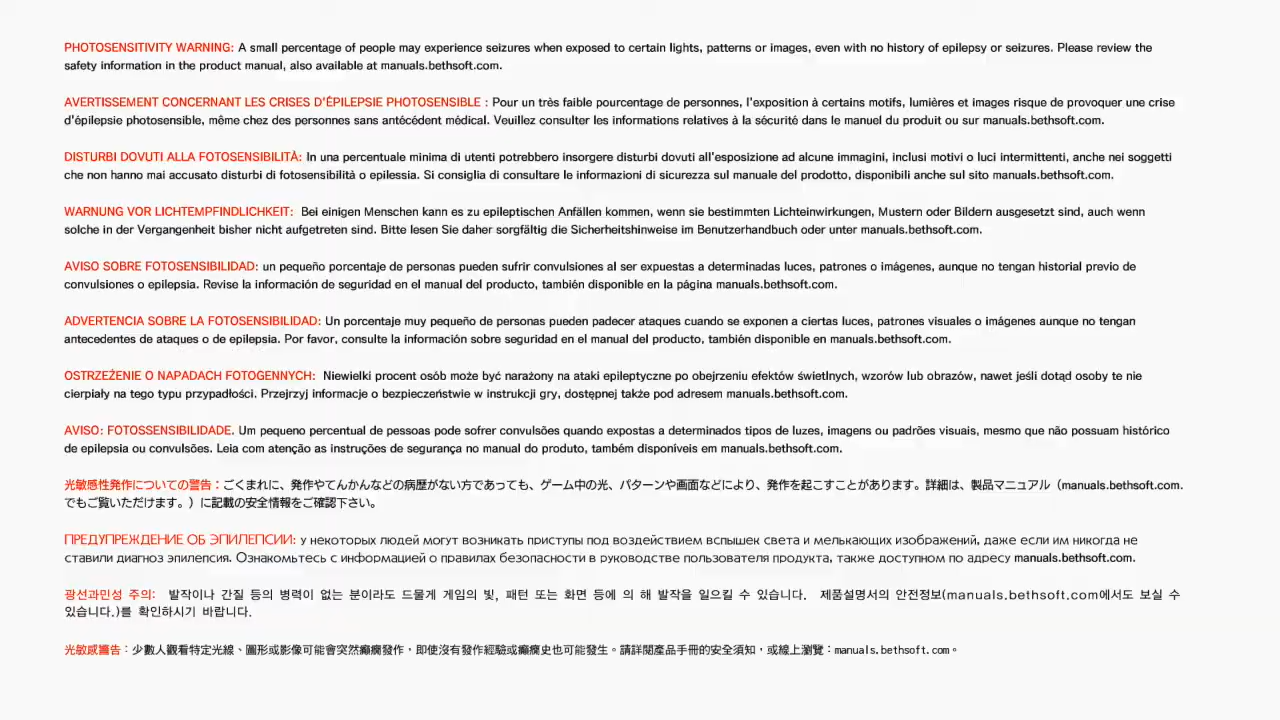 PHOTOSENSITIVITY WARNING: A small percentage of people may experience seizures when exposed to certain lights, patterns or images, even with no history of epilepsy or seizures. Please review the
safety information in the product manual, also available at manuals.bethsoft.com.
AVERTISSEMENT CONCERNANT LES CRISES D'ÉPILEPSIE PHOTOSENSIBLE : Pour un très faible pourcentage de personnes, l'exposition à certains motifs, lumières et images risque de provoquer une crise
d'épilepsie photosensible, même chez des personnes sans antécédent médical. Veuillez consulter les informations relatives à la sécurité dans le manuel du produit ou sur manuals.bethsoft.com.
DISTURBI DOVUTI ALLA FOTOSENSIBILITÀ: In una percentuale minima di utenti potrebbero insorgere disturbi dovuti all'esposizione ad alcune immagini, inclusi motivi o luci intermittenti, anche nei soggetti
che non hanno mai accusato disturbi di fotosensibilità o epilessia. Si consiglia di consultare le informazioni di sicurezza sul manuale del prodotto, disponibili anche sul sito manuals.bethsoft.com.
WARNUNG VOR LICHTEMPFINDLICHKEIT: Bei einigen Menschen kann es zu epileptischen Anfällen kommen, wenn sie bestimmten Lichteinwirkungen, Mustern oder Bildern ausgesetzt sind, auch wenn
solche in der Vergangenheit bisher nicht aufgetreten sind. Bitte lesen Sie daher sorgfältig die Sicherheitshinweise im Benutzerhandbuch oder unter manuals.bethsoft.com.
AVISO SOBRE FOTOSENSIBILIDAD: un pequeño porcentaje de personas pueden sufrir convulsiones al ser expuestas a determinadas luces, patrones o imágenes, aunque no tengan historial previo de
convulsiones o epilepsia. Revise la información de seguridad en el manual del producto, también disponible en la página manuals.bethsoft.com.
ADVERTENCIA SOBRE LA FOTOSENSIBILIDAD: Un porcentaje muy pequeño de personas pueden padecer ataques cuando se exponen a ciertas luces, patrones visuales o imágenes aunque no tengan
antecedentes de ataques o de epilepsia. Por favor, consulte la información sobre seguridad en el manual del producto, también disponible en manuals.bethsoft.com.
OSTRZEŻENIE O NAPADACH FOTOGENNYCH: Niewielki procent osób może być narażony na ataki epileptyczne po obejrzeniu efektów świetlnych, wzorów lub obrazów, nawet jeśli dotąd osoby te nie
cierpiały na tego typu przypadłości. Przejrzyj informacje o bezpieczeństwie w instrukcji gry, dostępnej także pod adresem manuals.bethsoft.com.
AVISO: FOTOSSENSIBILIDADE. Um pequeno percentual de pessoas pode sofrer convulsões quando expostas a determinados tipos de luzes, imagens ou padrões visuais, mesmo que não possuam histórico
de epilepsia ou convulsões. Leia com atenção as instruções de segurança no manual do produto, também disponíveis em manuals.bethsoft.com.
光敏感性発作についての警告：ごくまれに、発作やてんかんなどの病歴がない方であっても、ゲーム中の光、パターンや画面などにより、発作を起こすことがあります。詳細は、製品マニュアル（manuals.bethsoft.com.
でもご覧いただけます。）に記載の安全情報をご確認下さい。
ПРЕДУПРЕЖДЕНИЕ ОБ ЭПИЛЕПСИИ: у некоторых людей могут возникать приступы под воздействием вспышек света и мелькающих изображений, даже если им никогда не
ставили диагноз эпилепсия. Ознакомьтесь с информацией о правилах безопасности в руководстве пользователя продукта, также доступном по адресу manuals.bethsoft.com.
광선과민성 주의: 발작이나 간질 등의 병력이 없는 분이라도 드물게 게임의 빛, 패턴 또는 화면 등에 의 해 발작을 일으킬 수 있습니다. 제품설명서의 안전정보(manuals.bethsoft.com에서도 보실 수
있습니다.)를 확인하시기 바랍니다.
光敏感警告：少數人觀看特定光線、圖形或影像可能會突然癲癇發作，即使沒有發作經驗或癲癇史也可能發生。請詳閱產品手冊的安全須知，或線上瀏覽：manuals.bethsoft.com。